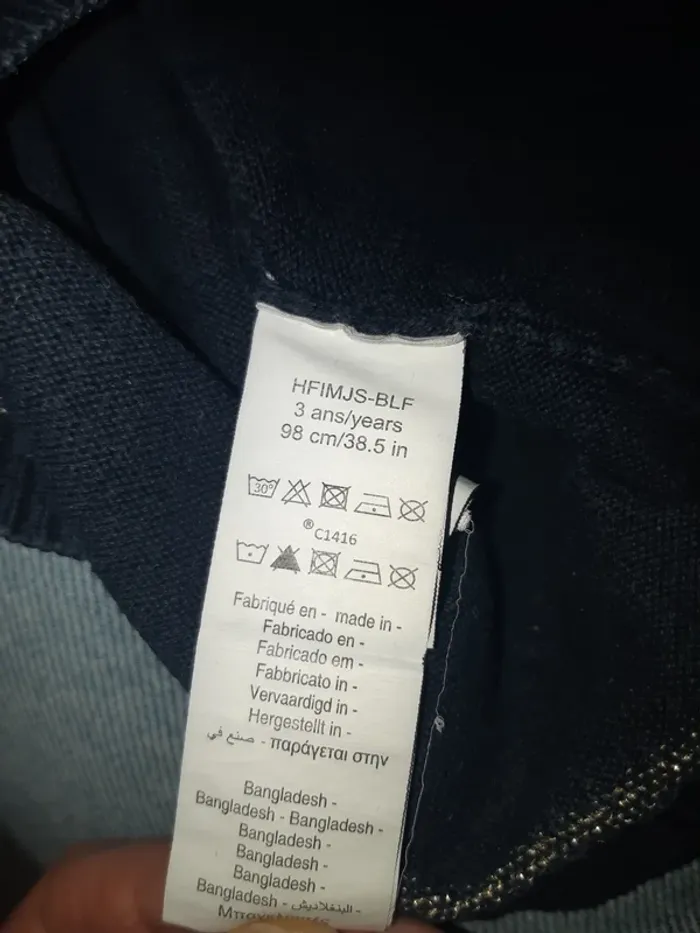 HFIMJS-BLF
3 ans/years
98 cm/38.5 in
30°
® C1416
Fabriqué en - made in -
Fabricado en -
Fabricado em -
Fabbricato in -
Vervaardigd in -
Hergestellt in -
παράγεται στην - صنع في
Bangladesh -
Bangladesh - Bangladesh -
Bangladesh -
Bangladesh -
Bangladesh -
Bangladesh - البنغلاديش -